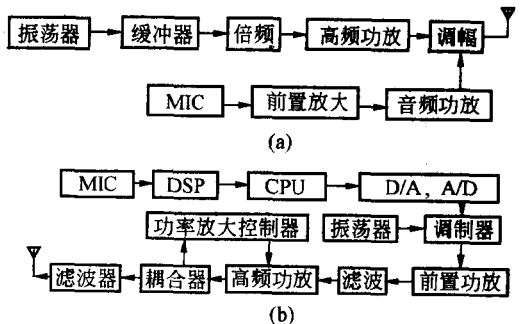 振荡器 缓冲器 倍频 高频功放 调幅
MIC 前置放大 音频功放
(a)
MIC DSP CPU D/A, A/D
功率放大控制器 振荡器 调制器
滤波器 耦合器 高频功放 滤波 前置功放
(b)